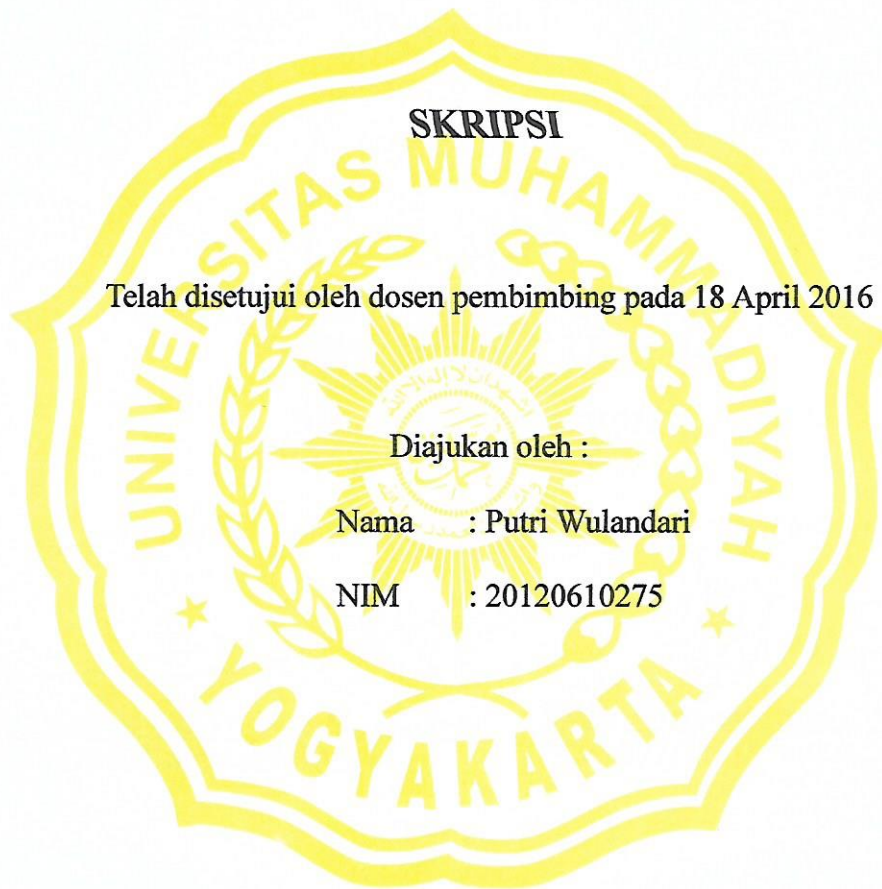 SKRIPSI
UNIVERSITAS MUHAMMADIYAH
Telah disetujui oleh dosen pembimbing pada 18 April 2016
Diajukan oleh :
Nama : Putri Wulandari
NIM : 20120610275
YOGYAKARTA